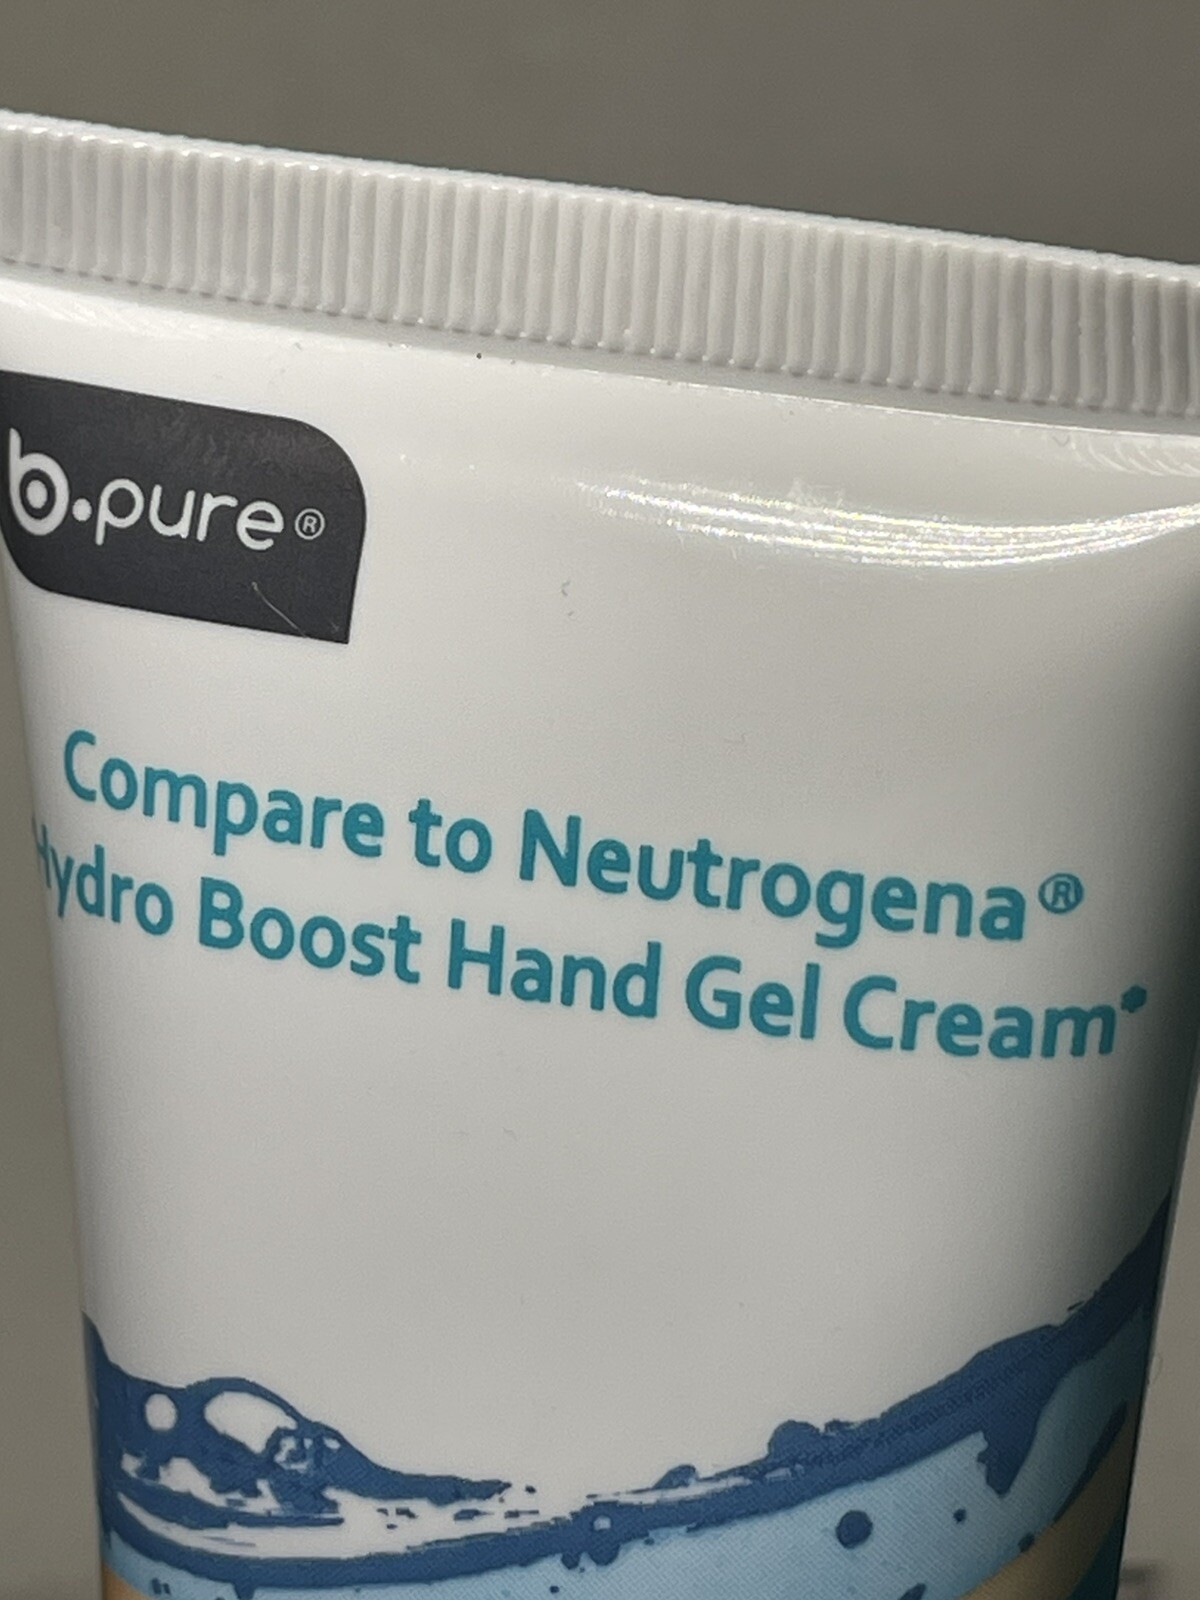 b.pure®
Compare to Neutrogena®
Hydro Boost Hand Gel Cream*